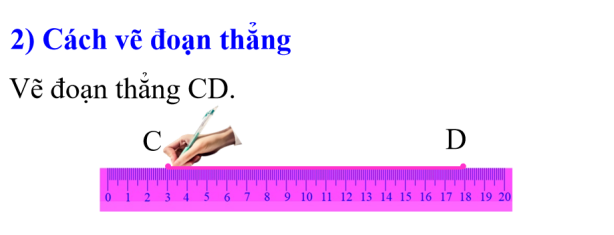 2) Cách vẽ đoạn thẳng
Vẽ đoạn thẳng CD.
C D
0 1 2 3 4 5 6 7 8 9 10 11 12 13 14 15 16 17 18 19 20